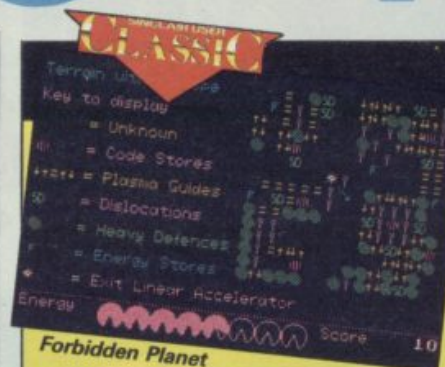 SINCLAIR USER
CLASSIC
Terrain
Key to display
= Unknown
= Code Stores
= Plasma Guides
SD = Dislocations
= Heavy Defences
F = Energy Stores
= Exit Linear Accelerator
Energy Score 10
Forbidden Planet